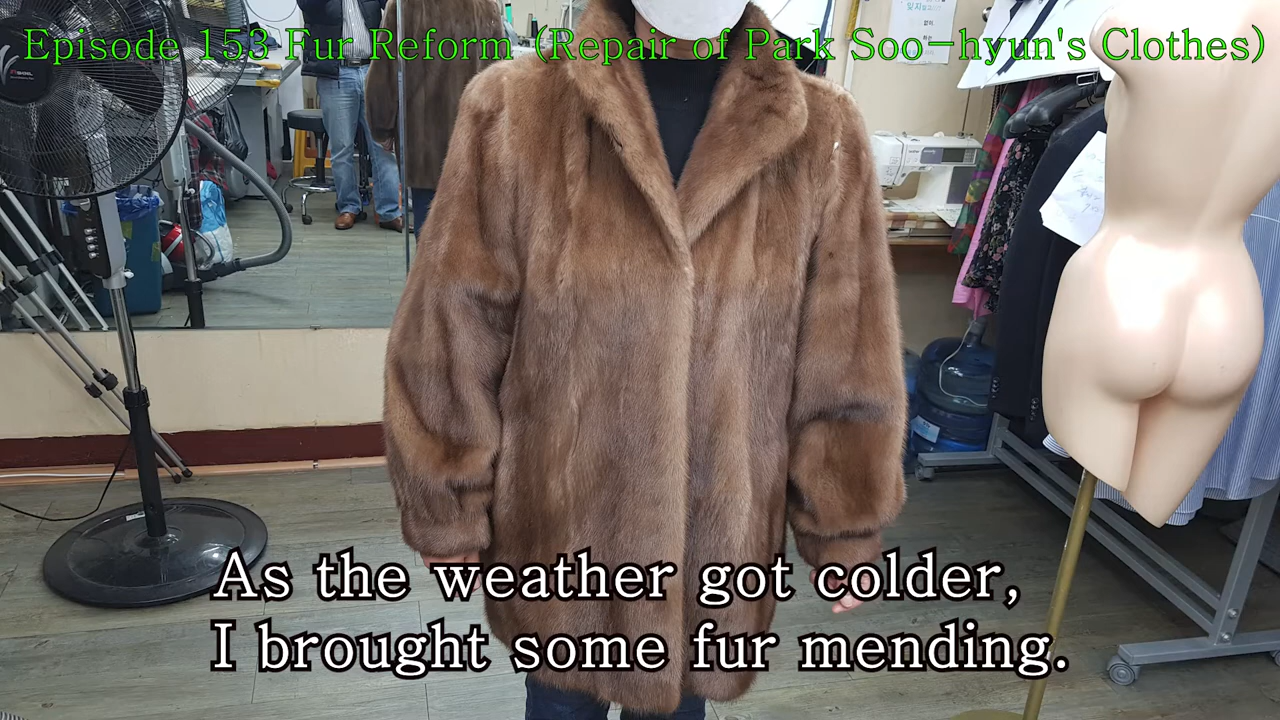 Episode 153 Fur Reform (Repair of Park Soo-hyun's Clothes)
As the weather got colder,
I brought some fur mending.